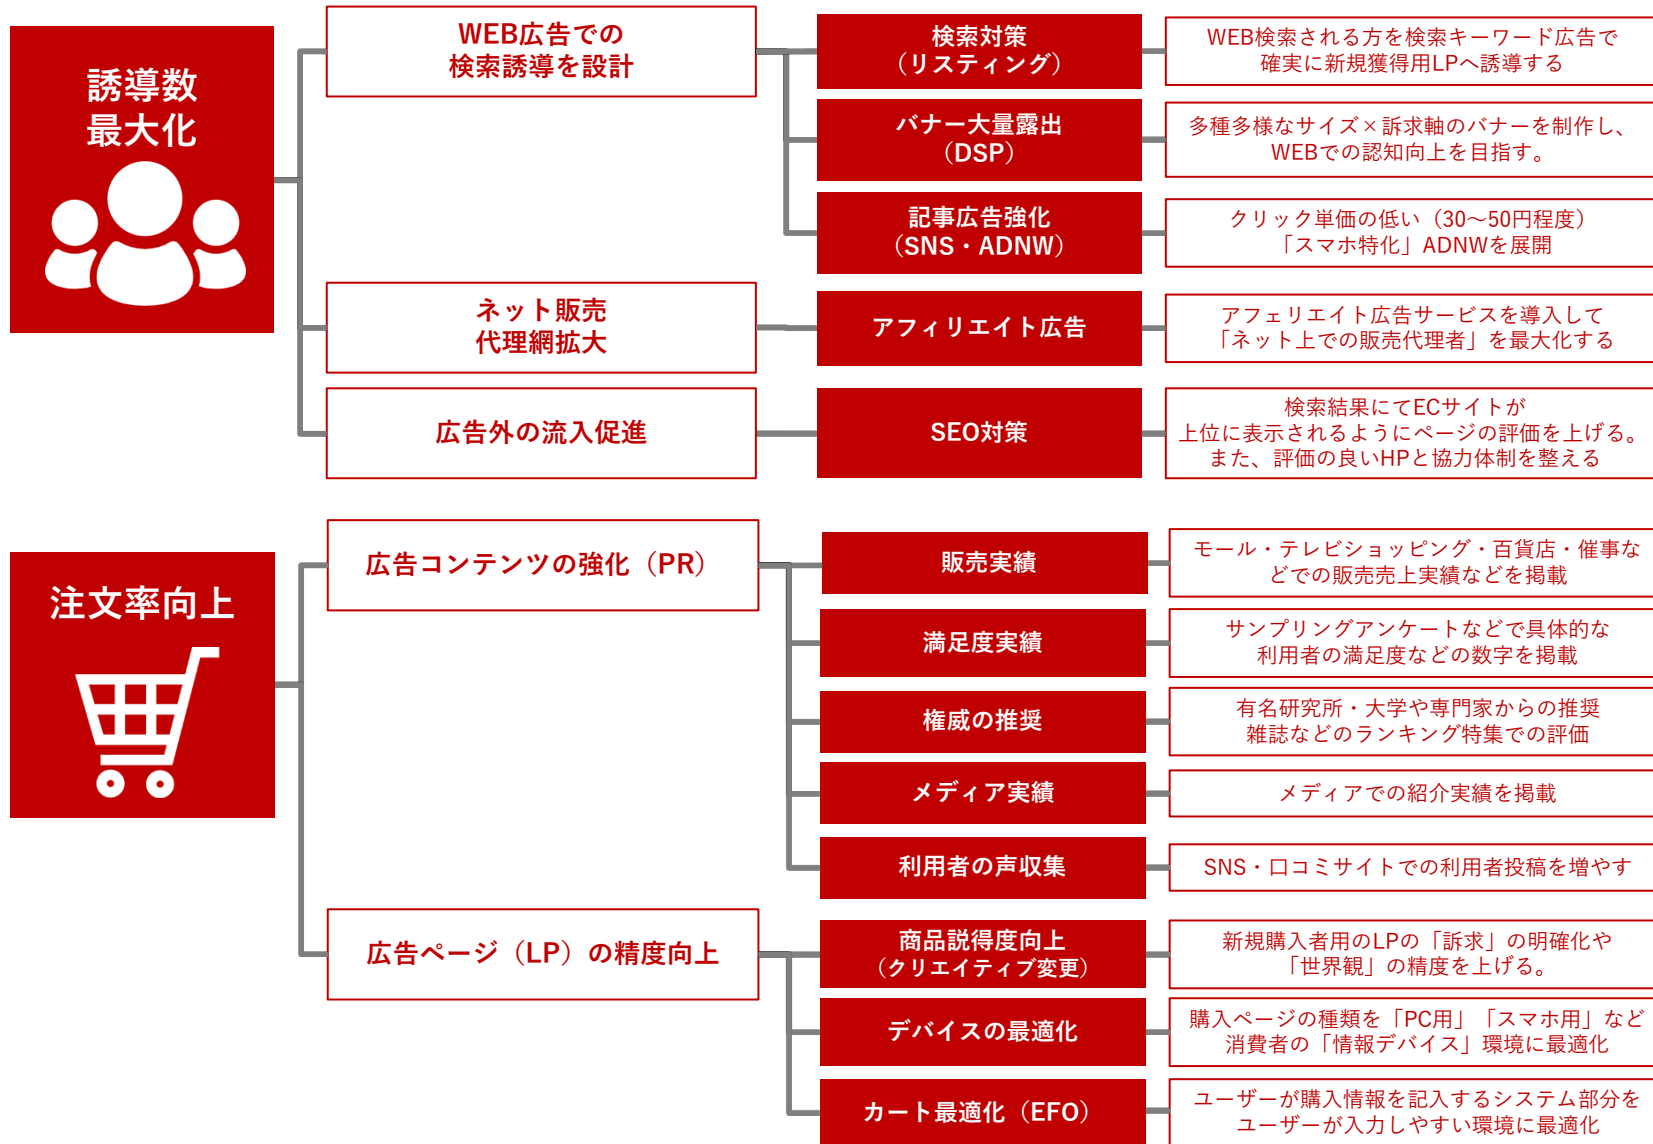 誘導数
最大化
WEB広告での
検索誘導を設計
検索対策
（リスティング）
WEB検索される方を検索キーワード広告で
確実に新規獲得用LPへ誘導する
バナー大量露出
（DSP）
多種多様なサイズ×訴求軸のバナーを制作し、
WEBでの認知向上を目指す。
記事広告強化
（SNS・ADNW）
クリック単価の低い（30〜50円程度）
「スマホ特化」ADNWを展開
ネット販売
代理網拡大
アフィリエイト広告
アフェリエイト広告サービスを導入して
「ネット上での販売代理者」を最大化する
広告外の流入促進
SEO対策
検索結果にてECサイトが
上位に表示されるようにページの評価を上げる。
また、評価の良いHPと協力体制を整える
注文率向上
広告コンテンツの強化（PR）
販売実績
モール・テレビショッピング・百貨店・催事な
どでの販売売上実績などを掲載
満足度実績
サンプリングアンケートなどで具体的な
利用者の満足度などの数字を掲載
権威の推奨
有名研究所・大学や専門家からの推奨
雑誌などのランキング特集での評価
メディア実績
メディアでの紹介実績を掲載
利用者の声収集
SNS・口コミサイトでの利用者投稿を増やす
広告ページ（LP）の精度向上
商品説得度向上
（クリエイティブ変更）
新規購入者用のLPの「訴求」の明確化や
「世界観」の精度を上げる。
デバイスの最適化
購入ページの種類を「PC用」「スマホ用」など
消費者の「情報デバイス」環境に最適化
カート最適化（EFO）
ユーザーが購入情報を記入するシステム部分を
ユーザーが入力しやすい環境に最適化